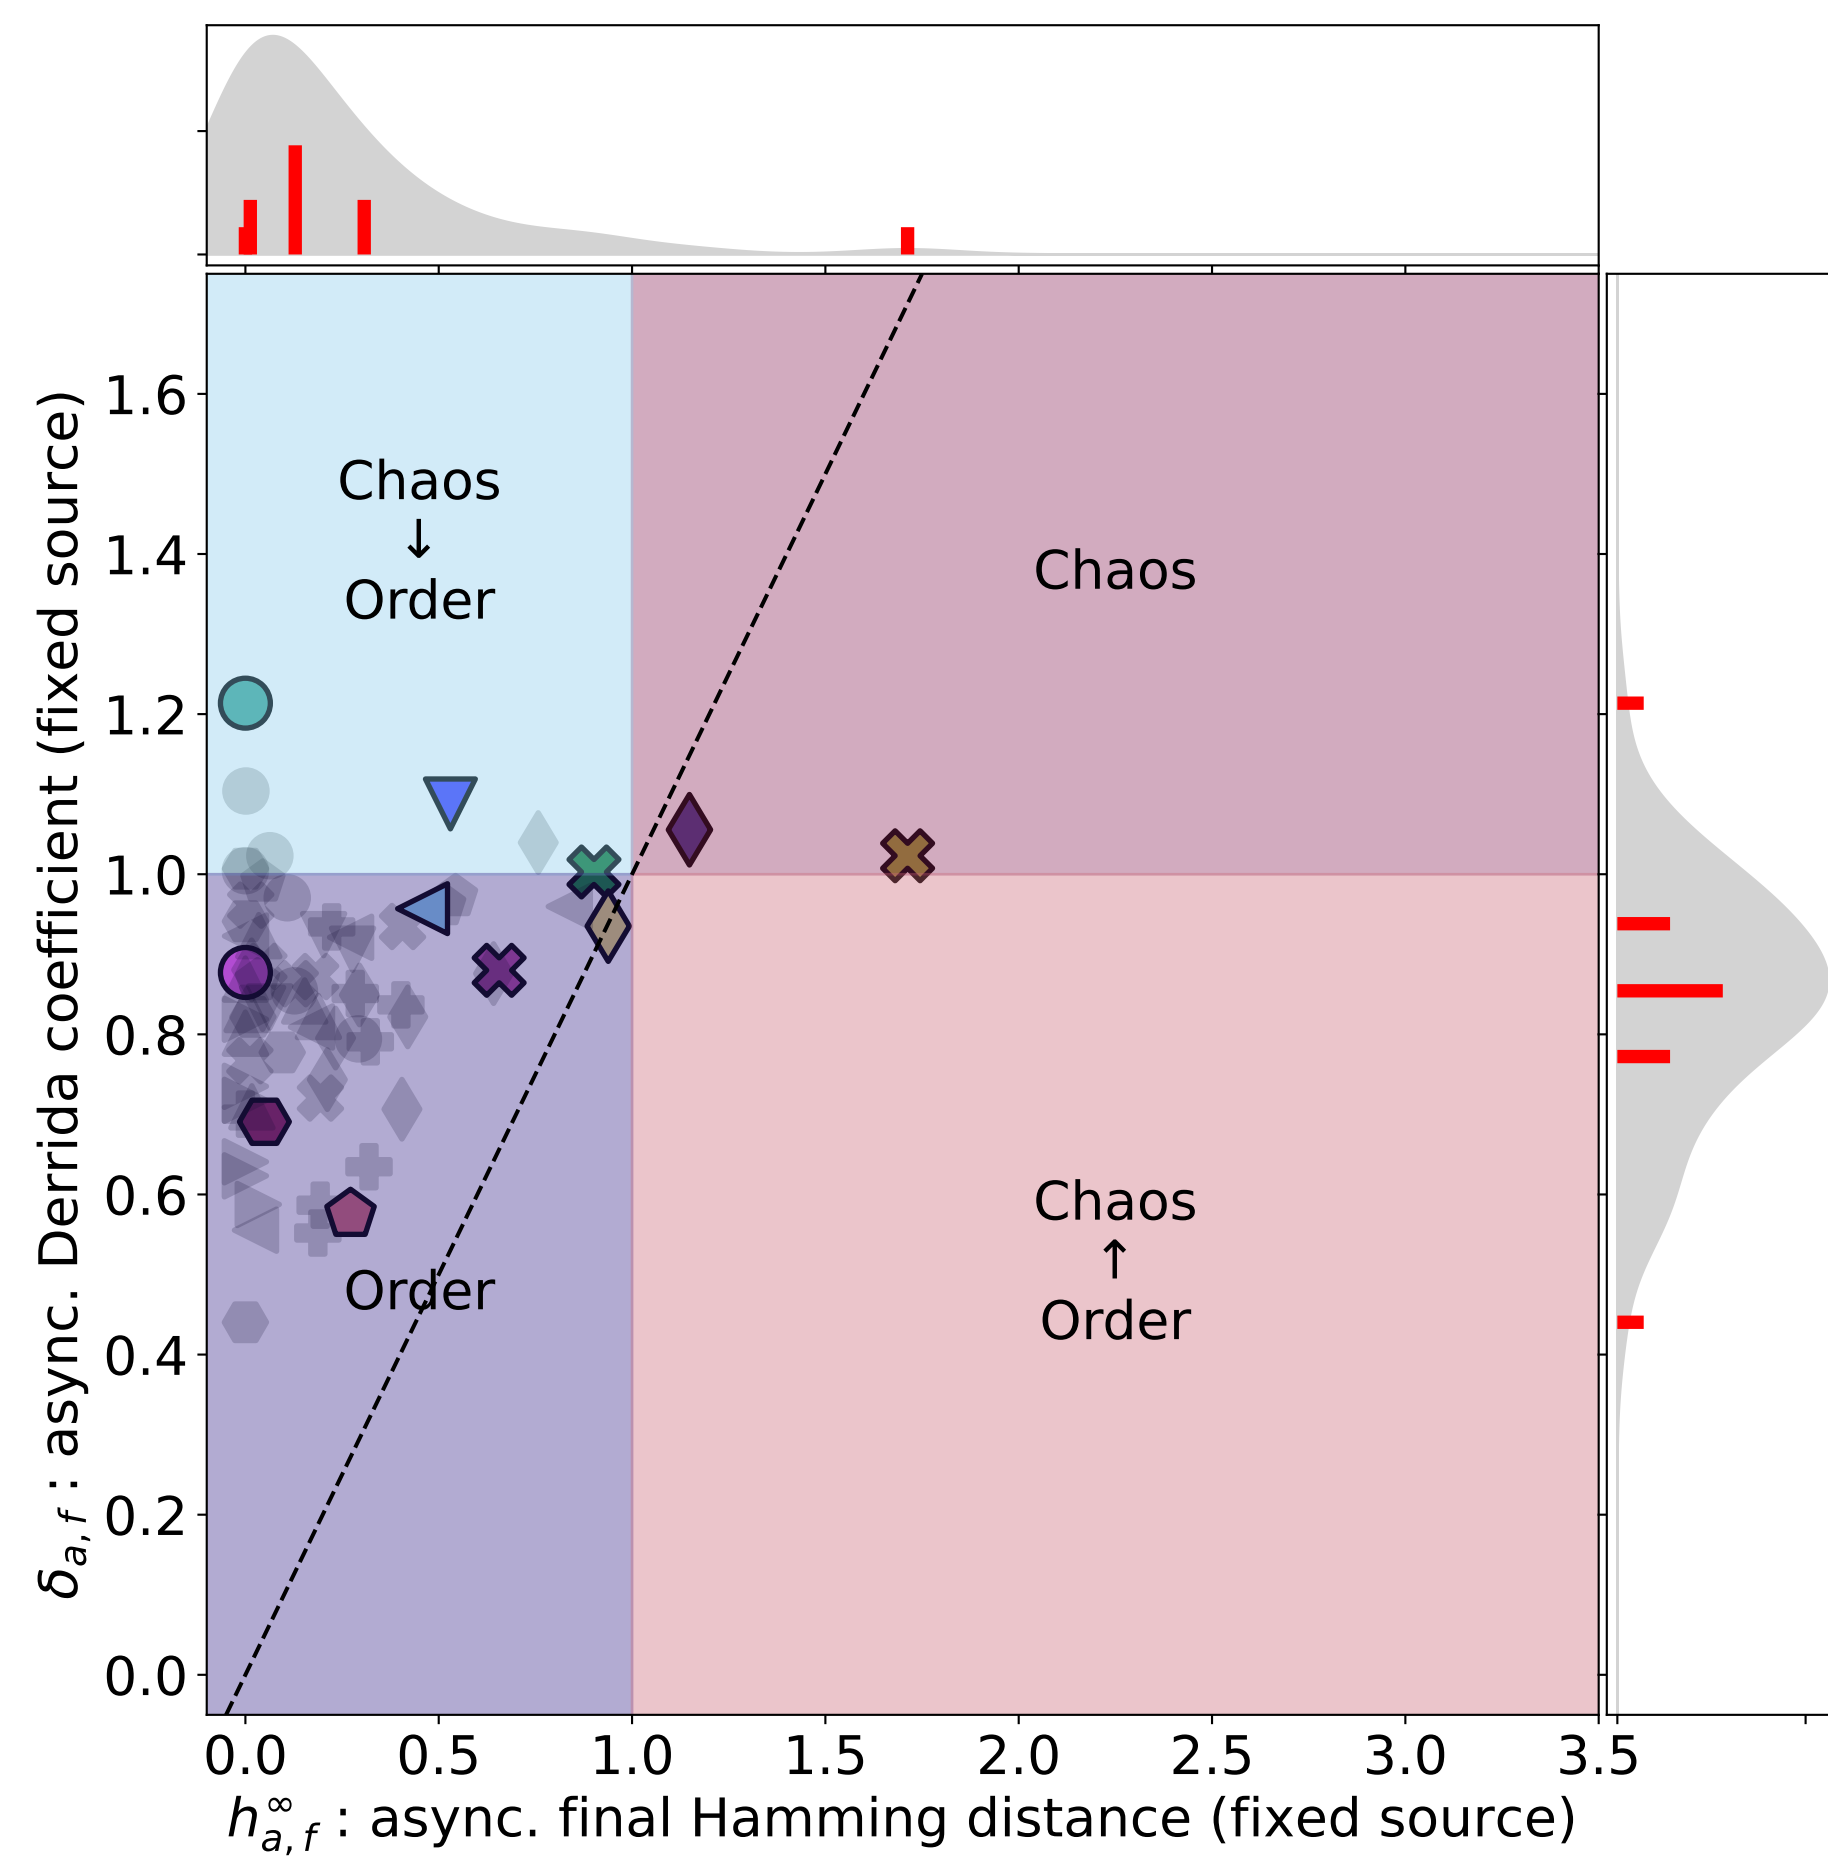 Chaos
↓
Order
Chaos
Order
Chaos
↑
Order
1.6
1.4
1.2
1.0
0.8
0.6
0.4
0.2
0.0
0.0 0.5 1.0 1.5 2.0 2.5 3.0 3.5
δ_{a,f} : async. Derrida coefficient (fixed source)
h^∞_{a,f} : async. final Hamming distance (fixed source)